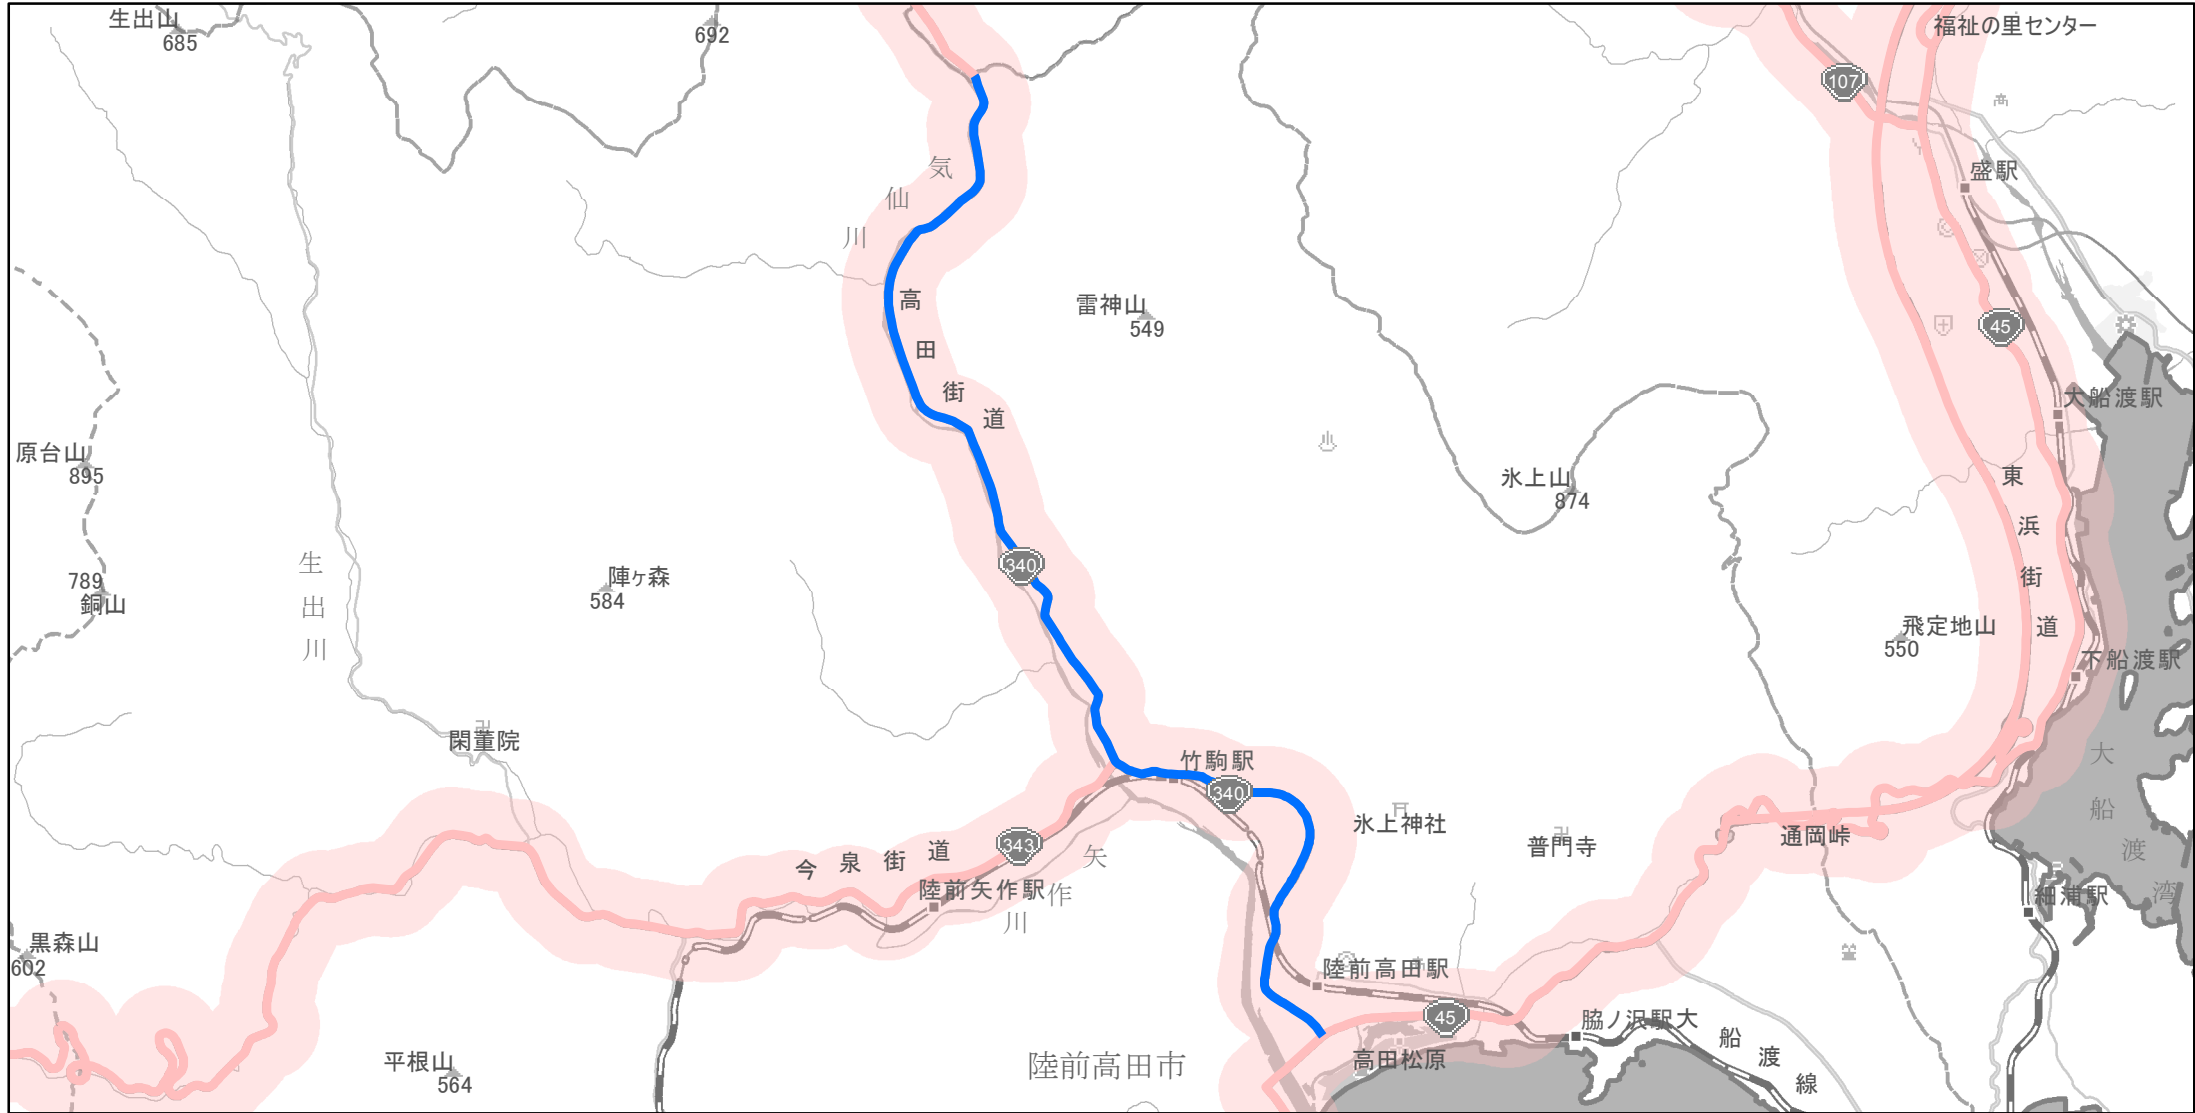 生出山
685
692
福祉の里センター
107
盛駅
気仙川
高田街道
雷神山
549
45
大船渡駅
原台山
895
氷上山
874
東浜街道
生出川
789
銅山
陣ヶ森
584
340
飛定地山
550
下船渡駅
閑董院
竹駒駅
340
大船渡湾
氷上神社
普門寺
通岡峠
343
今泉街道
矢作川
陸前矢作駅
細浦駅
黒森山
602
陸前高田駅
45
脇ノ沢駅
大船渡線
高田松原
陸前高田市
平根山
564